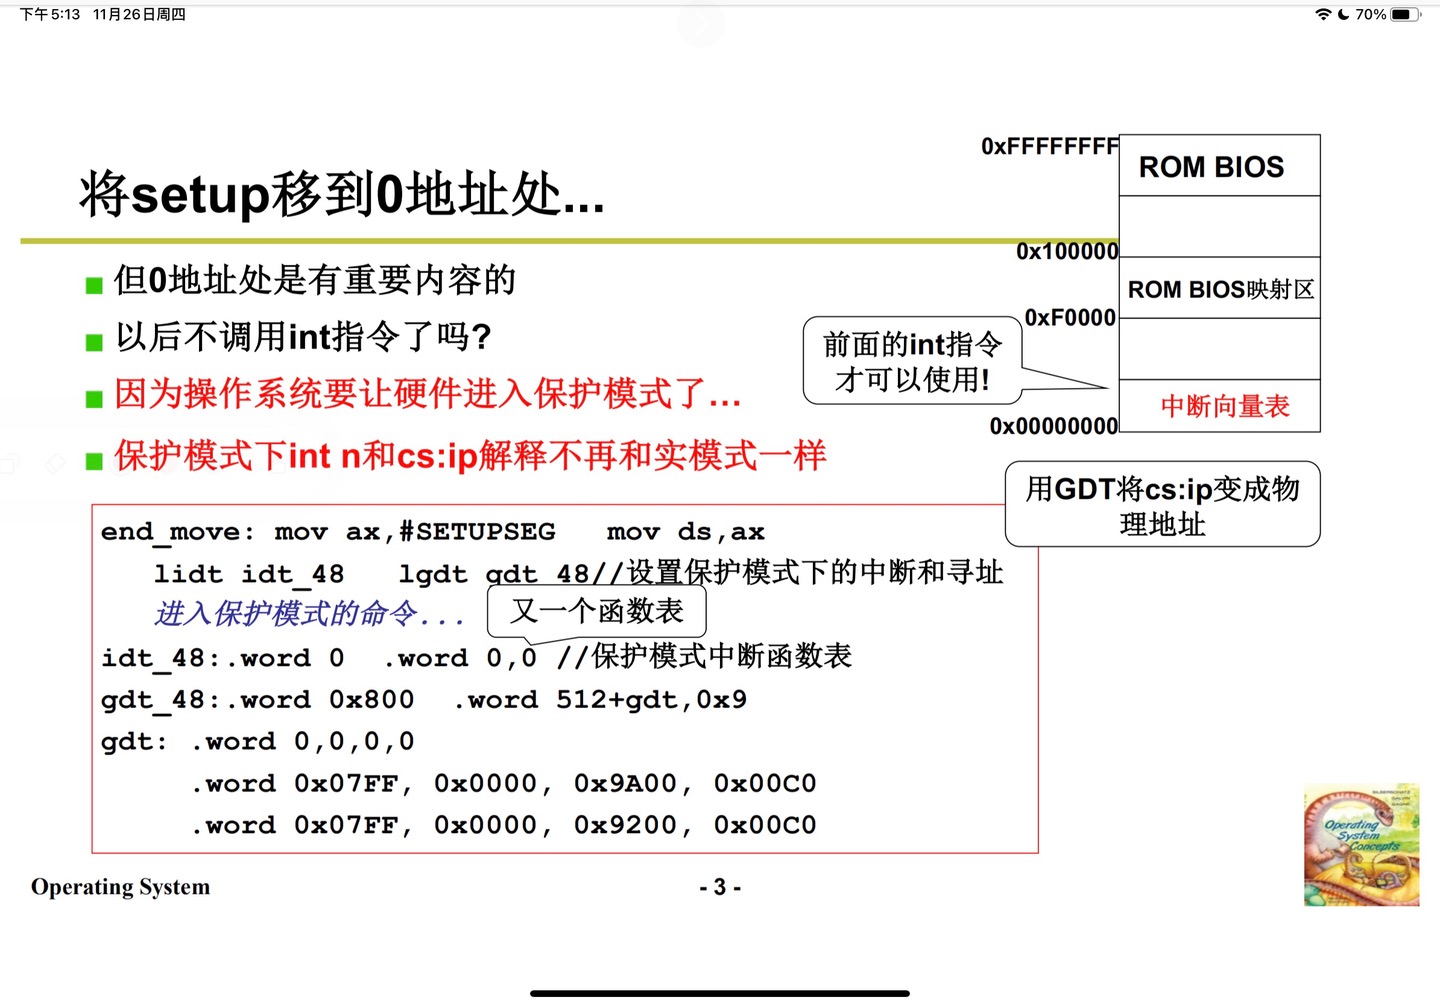 下午5:13 11月26日周四
70%
将setup移到0地址处...
但0地址处是有重要内容的
以后不调用int指令了吗?
因为操作系统要让硬件进入保护模式了...
保护模式下int n和cs:ip解释不再和实模式一样
0xFFFFFFFF
ROM BIOS
0x100000
ROM BIOS映射区
0xF0000
前面的int指令
才可以使用!
中断向量表
0x00000000
用GDT将cs:ip变成物
理地址
end_move: mov ax,#SETUPSEG mov ds,ax
lidt idt_48 lgdt gdt_48//设置保护模式下的中断和寻址
进入保护模式的命令...
又一个函数表
idt_48:.word 0 .word 0,0 //保护模式中断函数表
gdt_48:.word 0x800 .word 512+gdt,0x9
gdt: .word 0,0,0,0
.word 0x07FF, 0x0000, 0x9A00, 0x00C0
.word 0x07FF, 0x0000, 0x9200, 0x00C0
SILBERSCHATZ
GALVIN
GAGNE
Operating
System
Concepts
Operating System
- 3 -